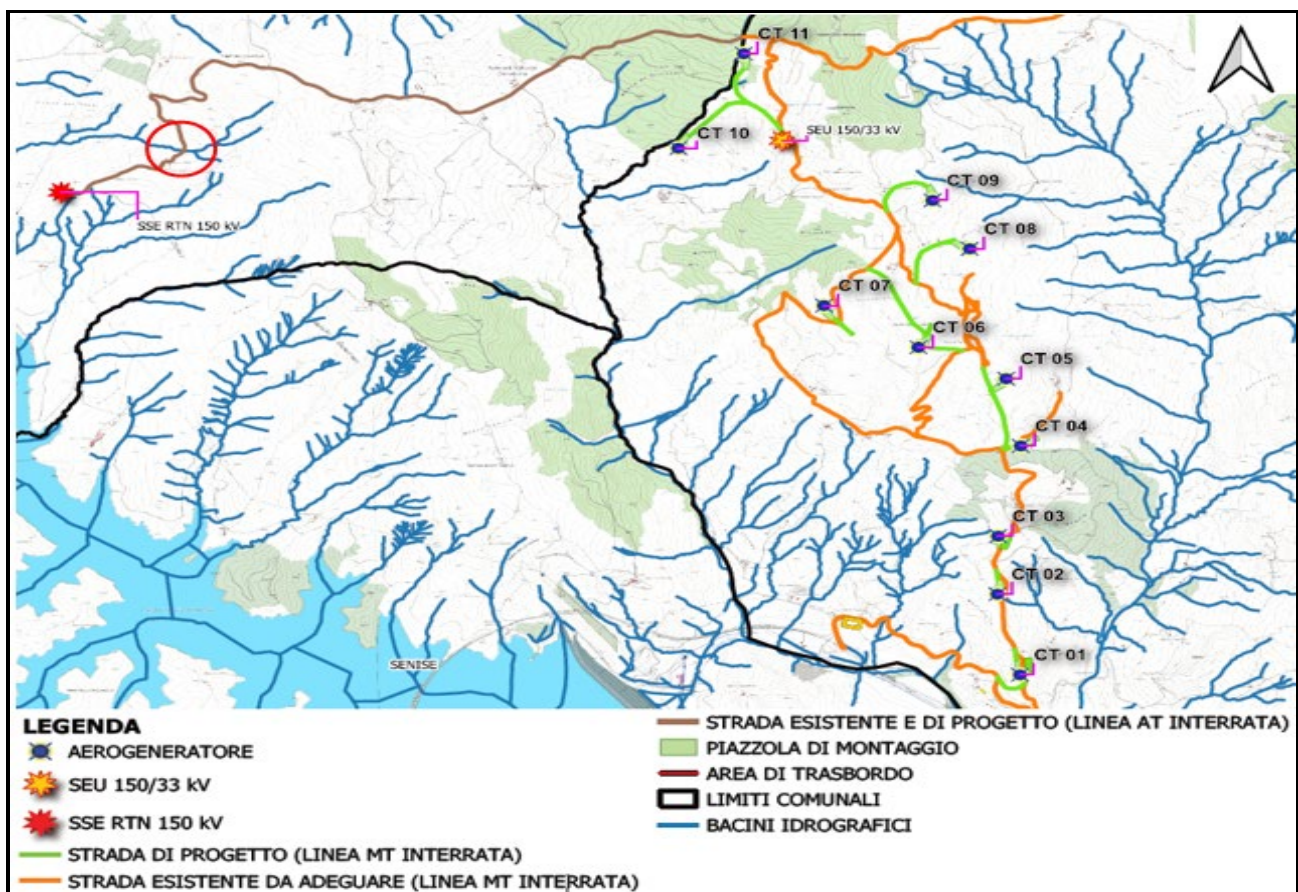 CT 11
CT 10
SEU 150/33 kV
CT 09
SSE RTN 150 kV
CT 08
CT 07
CT 06
CT 05
CT 04
CT 03
CT 02
CT 01
SENISE
LEGENDA
AEROGENERATORE
SEU 150/33 kV
SSE RTN 150 kV
STRADA DI PROGETTO (LINEA MT INTERRATA)
STRADA ESISTENTE DA ADEGUARE (LINEA MT INTERRATA)
STRADA ESISTENTE E DI PROGETTO (LINEA AT INTERRATA)
PIAZZOLA DI MONTAGGIO
AREA DI TRASBORDO
LIMITI COMUNALI
BACINI IDROGRAFICI